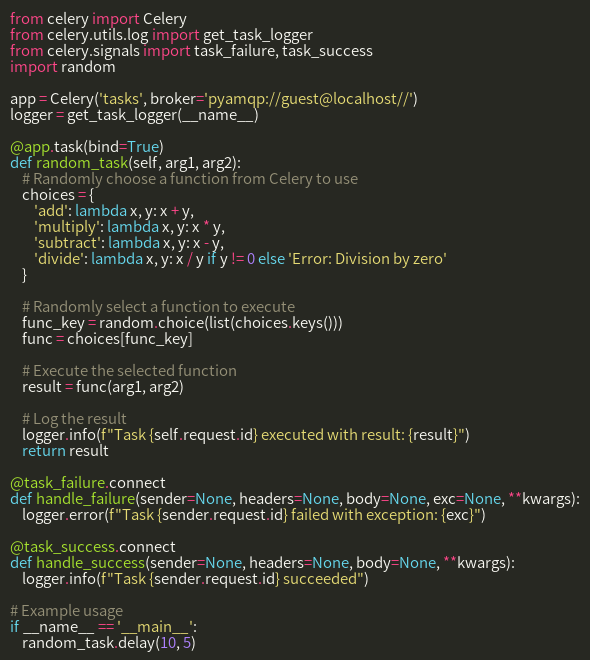 from celery import Celery
from celery.utils.log import get_task_logger
from celery.signals import task_failure, task_success
import random

app = Celery('tasks', broker='pyamqp://guest@localhost//')
logger = get_task_logger(__name__)

@app.task(bind=True)
def random_task(self, arg1, arg2):
    # Randomly choose a function from Celery to use
    choices = {
        'add': lambda x, y: x + y,
        'multiply': lambda x, y: x * y,
        'subtract': lambda x, y: x - y,
        'divide': lambda x, y: x / y if y != 0 else 'Error: Division by zero'
    }

    # Randomly select a function to execute
    func_key = random.choice(list(choices.keys()))
    func = choices[func_key]

    # Execute the selected function
    result = func(arg1, arg2)

    # Log the result
    logger.info(f"Task {self.request.id} executed with result: {result}")
    return result

@task_failure.connect
def handle_failure(sender=None, headers=None, body=None, exc=None, **kwargs):
    logger.error(f"Task {sender.request.id} failed with exception: {exc}")

@task_success.connect
def handle_success(sender=None, headers=None, body=None, **kwargs):
    logger.info(f"Task {sender.request.id} succeeded")

# Example usage
if __name__ == '__main__':
    random_task.delay(10, 5)